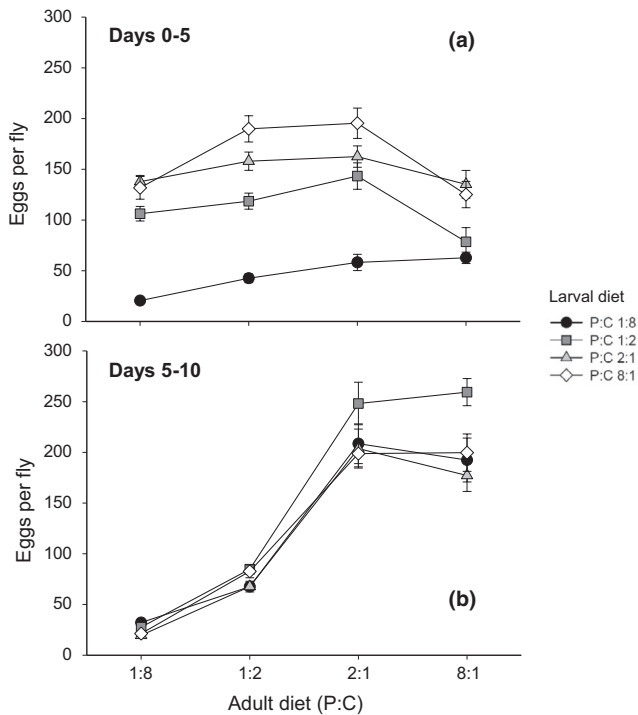 300
Days 0-5
(a)
250
200
150
100
50
0
Eggs per fly
Larval diet
P:C 1:8
P:C 1:2
P:C 2:1
P:C 8:1
300
Days 5-10
250
200
150
100
50
0
Eggs per fly
(b)
1:8 1:2 2:1 8:1
Adult diet (P:C)